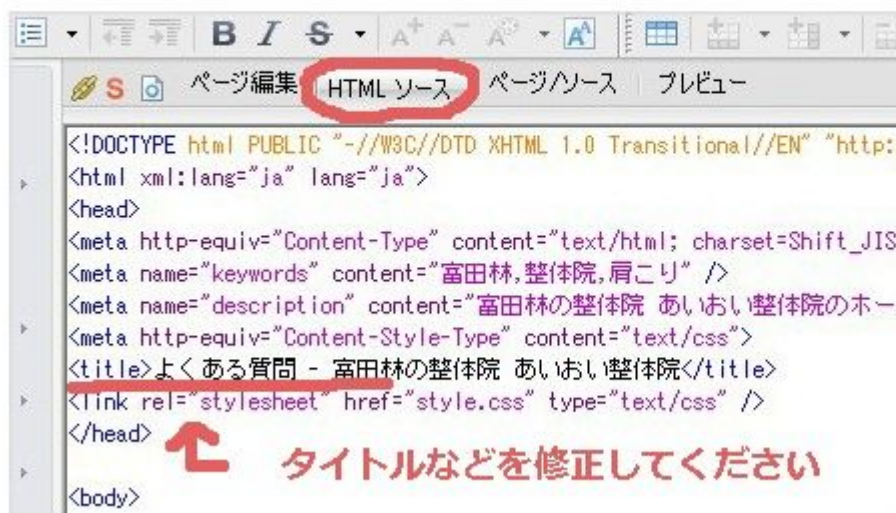 B I S A+ A- A A
S ページ編集 HTML ソース ページ/ソース プレビュー
<!DOCTYPE html PUBLIC "-//W3C//DTD XHTML 1.0 Transitional//EN" "http:
<html xml:lang="ja" lang="ja">
<head>
<meta http-equiv="Content-Type" content="text/html; charset=Shift_JIS
<meta name="keywords" content="富田林,整体院,肩こり" />
<meta name="description" content="富田林の整体院 あいおい整体院のホー
<meta http-equiv="Content-Style-Type" content="text/css">
<title>よくある質問 - 富田林の整体院 あいおい整体院</title>
<link rel="stylesheet" href="style.css" type="text/css" />
</head>
タイトルなどを修正してください
<body>